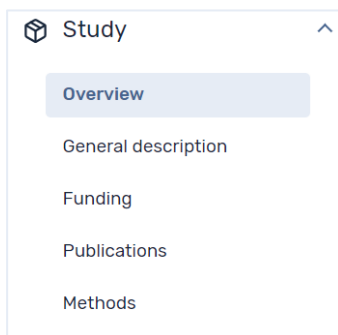 Study
Overview
General description
Funding
Publications
Methods